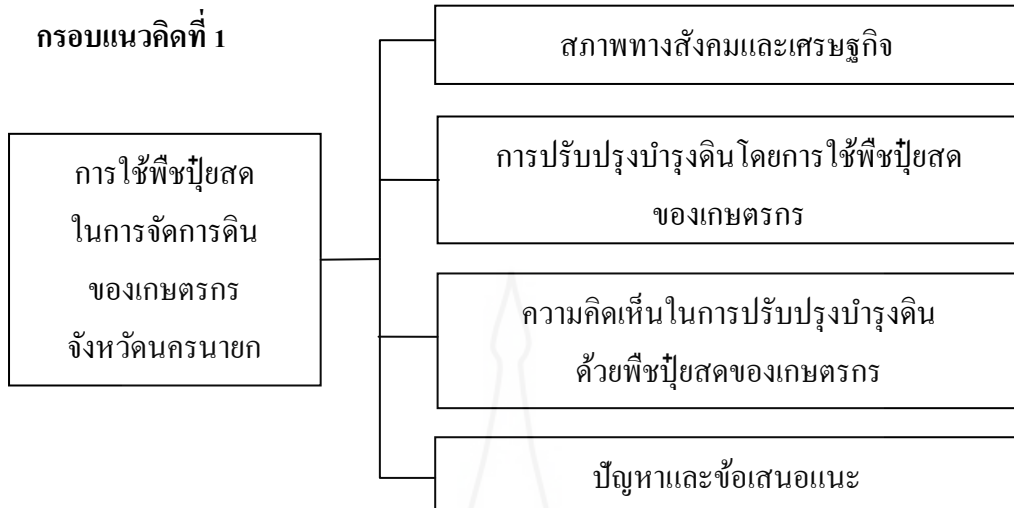 กรอบแนวคิดที่ 1
สภาพทางสังคมและเศรษฐกิจ
การใช้พืชปุ๋ยสด
ในการจัดการดิน
ของเกษตรกร
จังหวัดนครนายก
การปรับปรุงบำรุงดินโดยการใช้พืชปุ๋ยสด
ของเกษตรกร
ความคิดเห็นในการปรับปรุงบำรุงดิน
ด้วยพืชปุ๋ยสดของเกษตรกร
ปัญหาและข้อเสนอแนะ